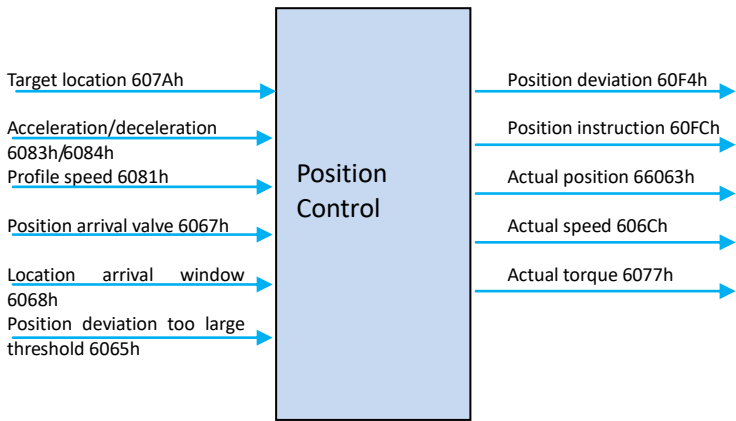 Target location 607Ah
Acceleration/deceleration
6083h/6084h
Profile speed 6081h
Position arrival valve 6067h
Location arrival window
6068h
Position deviation too large
threshold 6065h
Position
Control
Position deviation 60F4h
Position instruction 60FCh
Actual position 66063h
Actual speed 606Ch
Actual torque 6077h